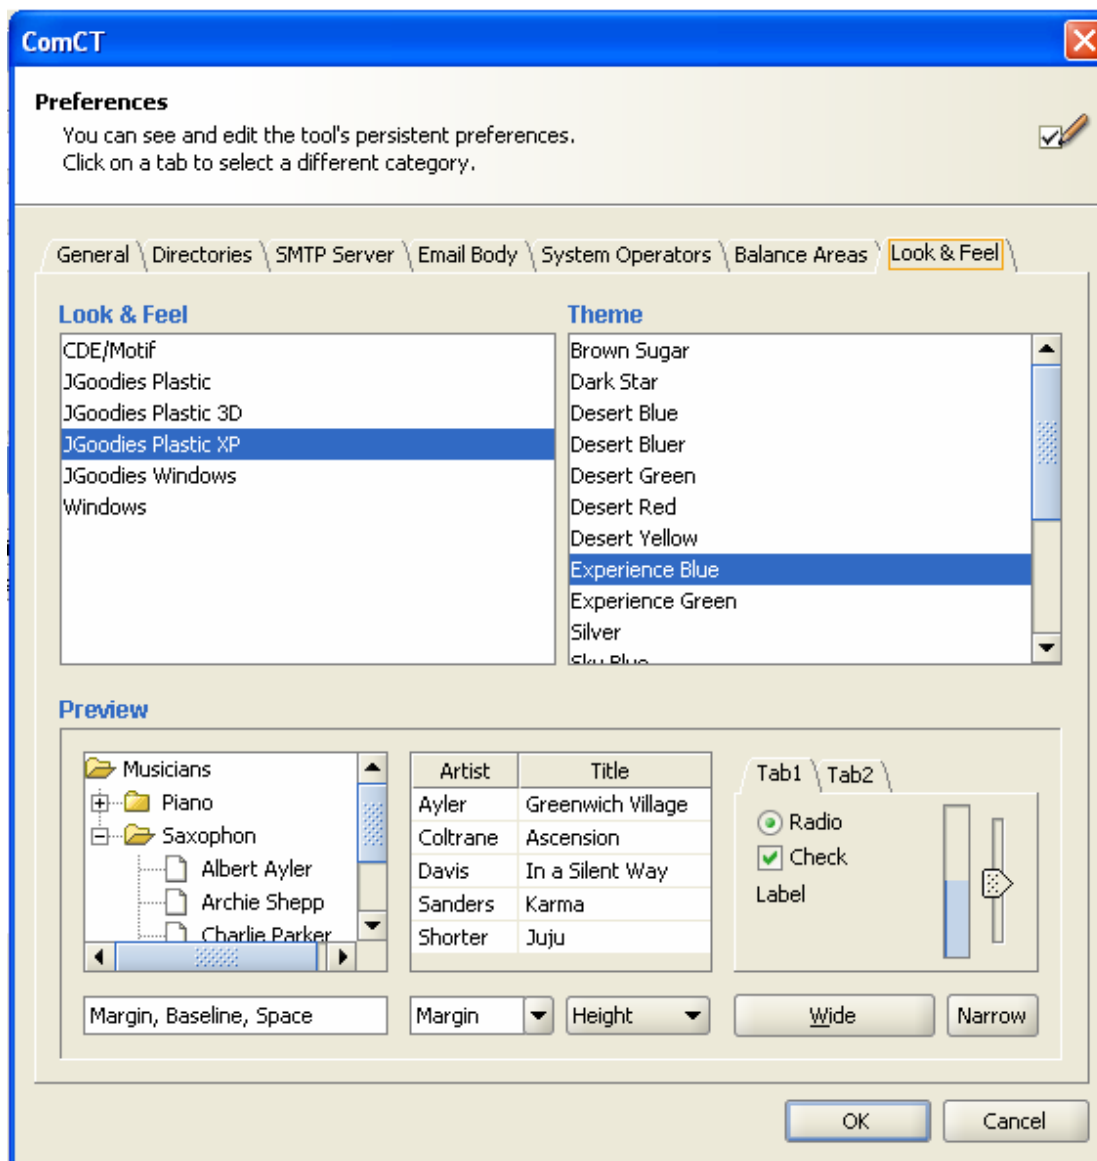 ComCT
Preferences
You can see and edit the tool's persistent preferences.
Click on a tab to select a different category.
General Directories SMTP Server Email Body System Operators Balance Areas Look & Feel
Look & Feel
CDE/Motif
JGoodies Plastic
JGoodies Plastic 3D
JGoodies Plastic XP
JGoodies Windows
Windows
Theme
Brown Sugar
Dark Star
Desert Blue
Desert Bluer
Desert Green
Desert Red
Desert Yellow
Experience Blue
Experience Green
Silver
Sky Blue
Preview
Musicians
Piano
Saxophon
Albert Ayler
Archie Shepp
Charlie Parker
Artist Title
Ayler Greenwich Village
Coltrane Ascension
Davis In a Silent Way
Sanders Karma
Shorter Juju
Tab1 Tab2
Radio
Check
Label
Margin, Baseline, Space
Margin
Height
Wide
Narrow
OK
Cancel